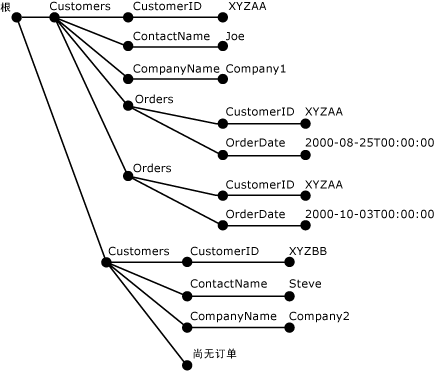 根 Customers CustomerID XYZAA
ContactName Joe
CompanyName Company1
Orders
CustomerID XYZAA
OrderDate 2000-08-25T00:00:00
Orders
CustomerID XYZAA
OrderDate 2000-10-03T00:00:00
Customers CustomerID XYZBB
ContactName Steve
CompanyName Company2
尚无订单